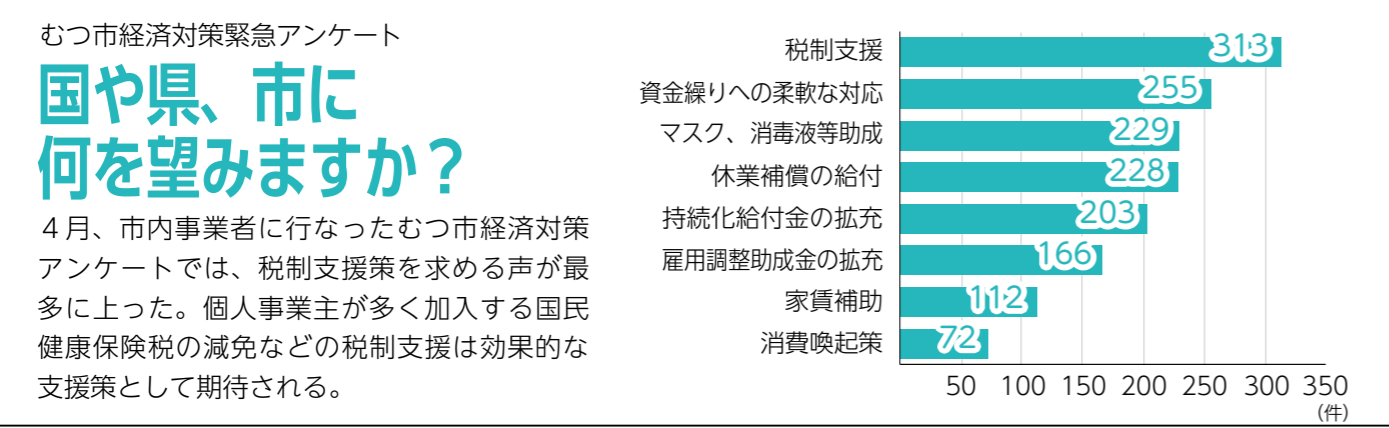 むつ市経済対策緊急アンケート
国や県、市に
何を望みますか？
４月、市内事業者に行なったむつ市経済対策
アンケートでは、税制支援策を求める声が最
多に上った。個人事業主が多く加入する国民
健康保険税の減免などの税制支援は効果的な
支援策として期待される。
税制支援 313
資金繰りへの柔軟な対応 255
マスク、消毒液等助成 229
休業補償の給付 228
持続化給付金の拡充 203
雇用調整助成金の拡充 166
家賃補助 112
消費喚起策 72
50 100 150 200 250 300 350
(件)